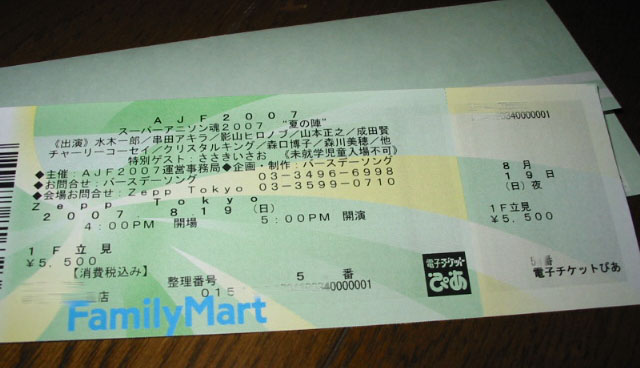 AJF2007
スーパーアニソン魂2007 "夏の陣"
《出演》水木一郎/串田アキラ/影山ヒロノブ/山本正之/成田賢
チャーリーコーセイ/クリスタルキング/森口博子/森川美穂/他
特別ゲスト:ささきいさお 《未就学児童入場不可》
◆主催:AJF2007運営事務局◆企画・制作:バースデーソング
◆お問合せ:バースデーソング 03-3496-6998
◆会場お問合せ:Zepp Tokyo 03-3599-0710
Zepp Tokyo
2007. 819 (日)
4:00PM 開場 5:00PM 開演
1F立見
¥5,500
【消費税込み】
整理番号 5 番
店 015 40000001
FamilyMart
電子チケット
ぴあ
0340000001
8月
19日
(日)夜
1F立見
¥5,500
5番
電子チケットぴあ